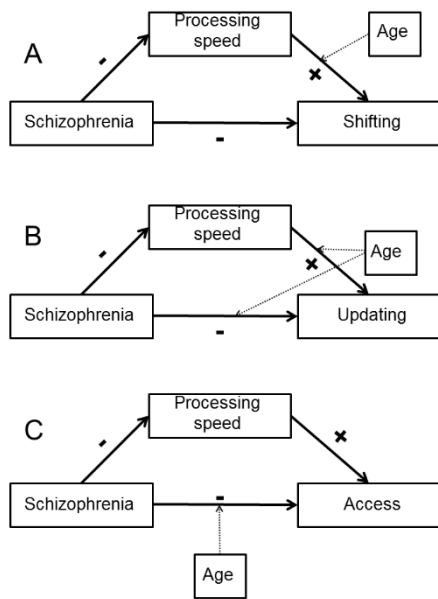 A
Processing
speed
Age
-
+
Schizophrenia
-
Shifting
B
Processing
speed
Age
-
+
Schizophrenia
-
Updating
C
Processing
speed
-
+
Schizophrenia
-
Access
Age